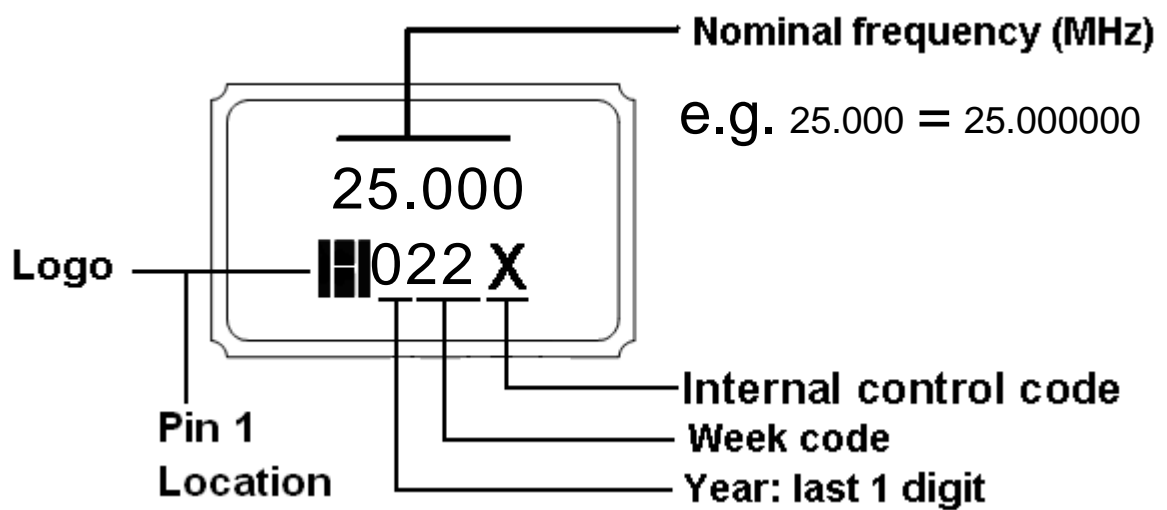 Nominal frequency (MHz)
e.g. 25.000 = 25.000000
25.000
Logo
022 X
Internal control code
Pin 1
Location
Week code
Year: last 1 digit